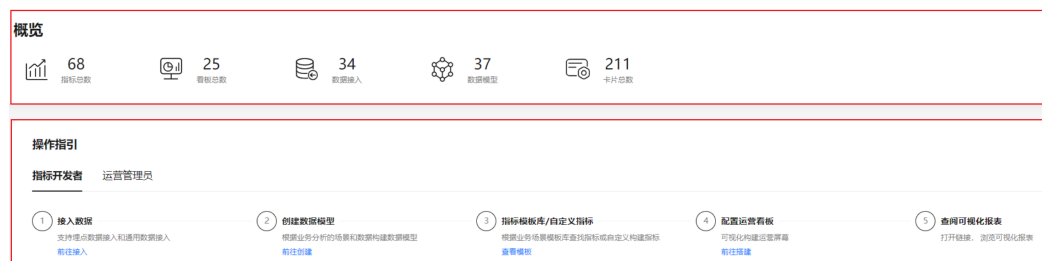 概览
68 25 34 37 211
指标总数 看板总数 数据接入 数据模型 卡片总数
操作指引
指标开发者 运营管理员
1 接入数据 2 创建数据模型 3 指标模板库/自定义指标 4 配置运营看板 5 查阅可视化报表
支持埋点数据接入和通用数据接入 根据业务分析的场景和数据构建数据模型 根据业务场景模板库查找指标或自定义构建指标 可视化构建运营屏幕 打开链接， 浏览可视化报表
前往接入 前往创建 查看模板 前往搭建